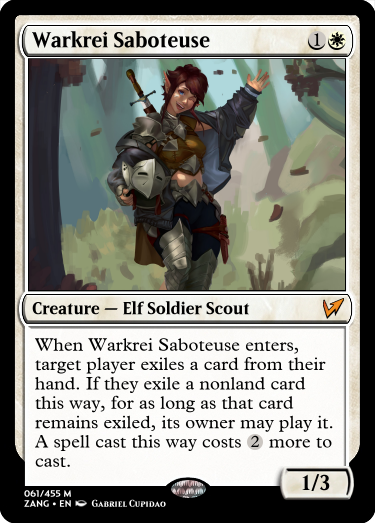 Warkrei Saboteuse 1
Creature — Elf Soldier Scout
When Warkrei Saboteuse enters,
target player exiles a card from their
hand. If they exile a nonland card
this way, for as long as that card
remains exiled, its owner may play it.
A spell cast this way costs 2 more to
cast.
1/3
061/455 M
ZANG • EN Gabriel Cupidao